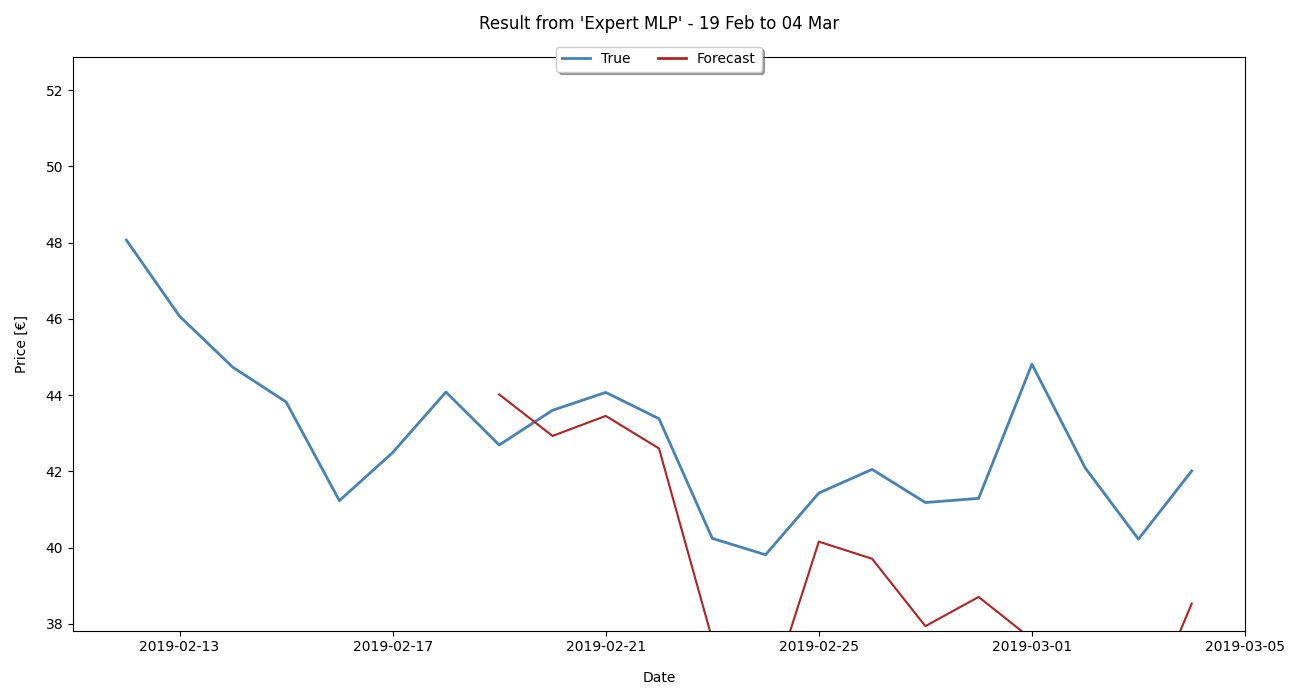 Result from 'Expert MLP' - 19 Feb to 04 Mar
True Forecast
52
50
48
46
44
42
40
38
Price [€]
2019-02-13 2019-02-17 2019-02-21 2019-02-25 2019-03-01 2019-03-05
Date